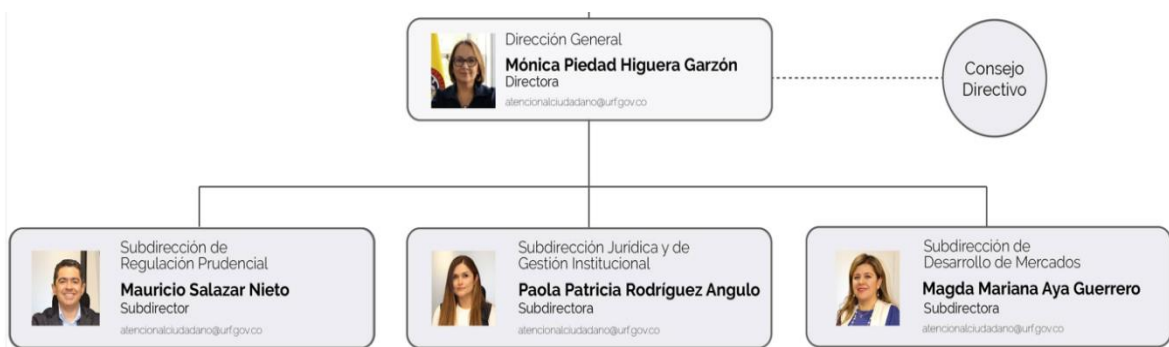 Dirección General
Mónica Piedad Higuera Garzón
Directora
atencionalciudadano@urf.gov.co
Consejo
Directivo
Subdirección de
Regulación Prudencial
Mauricio Salazar Nieto
Subdirector
atencionalciudadano@urf.gov.co
Subdirección Jurídica y de
Gestión Institucional
Paola Patricia Rodríguez Angulo
Subdirectora
atencionalciudadano@urf.gov.co
Subdirección de
Desarrollo de Mercados
Magda Mariana Aya Guerrero
Subdirectora
atencionalciudadano@urf.gov.co